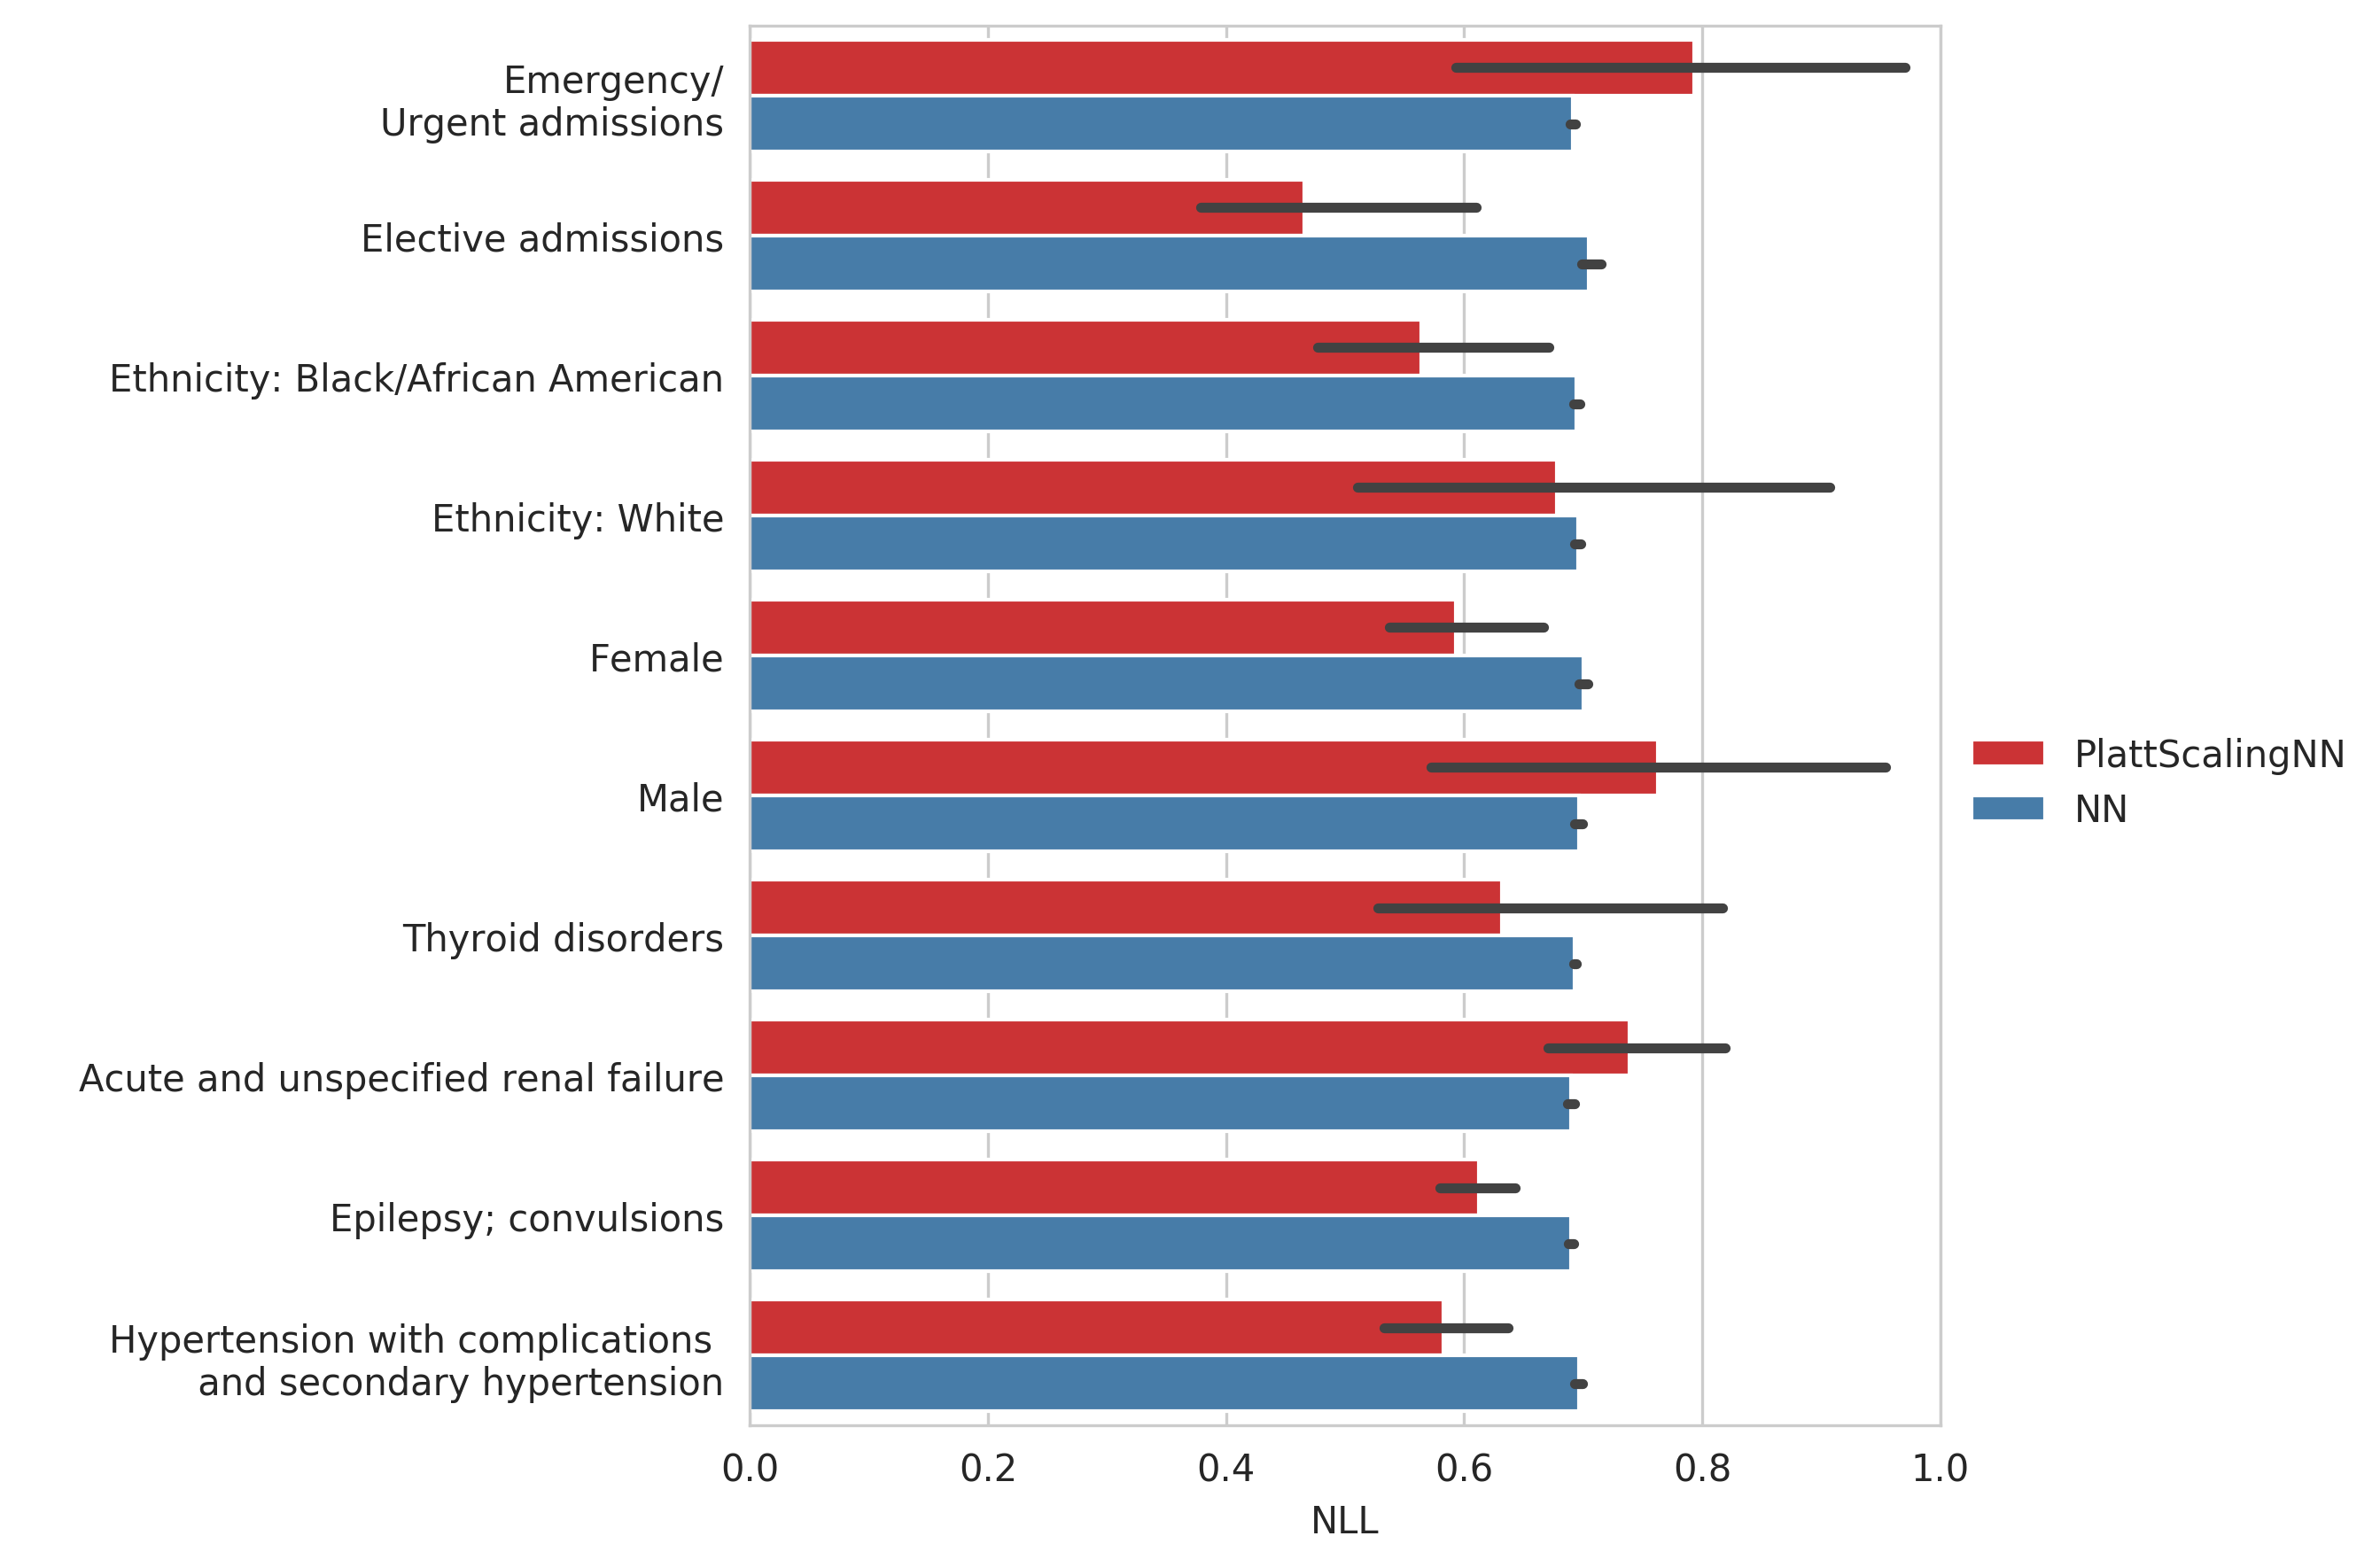 Emergency/
Urgent admissions
Elective admissions
Ethnicity: Black/African American
Ethnicity: White
Female
Male
Thyroid disorders
Acute and unspecified renal failure
Epilepsy; convulsions
Hypertension with complications
and secondary hypertension
0.0 0.2 0.4 0.6 0.8 1.0
NLL
PlattScalingNN
NN